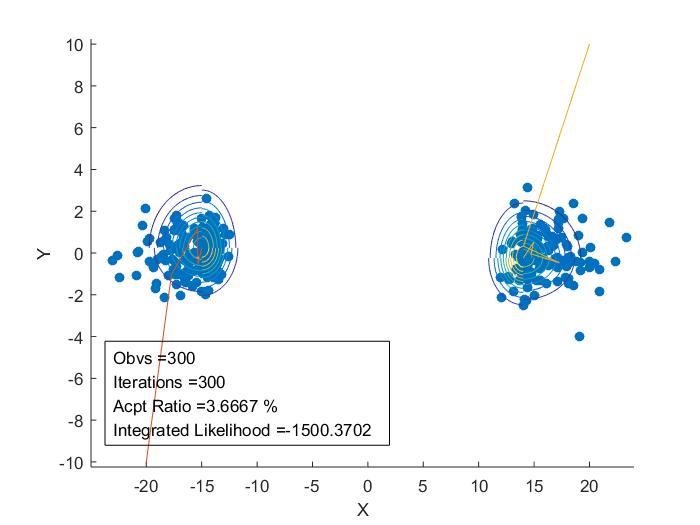 10
8
6
4
2
0
-2
-4
-6
-8
-10
Y
Obvs =300
Iterations =300
Acpt Ratio =3.6667 %
Integrated Likelihood =-1500.3702
-20 -15 -10 -5 0 5 10 15 20
X